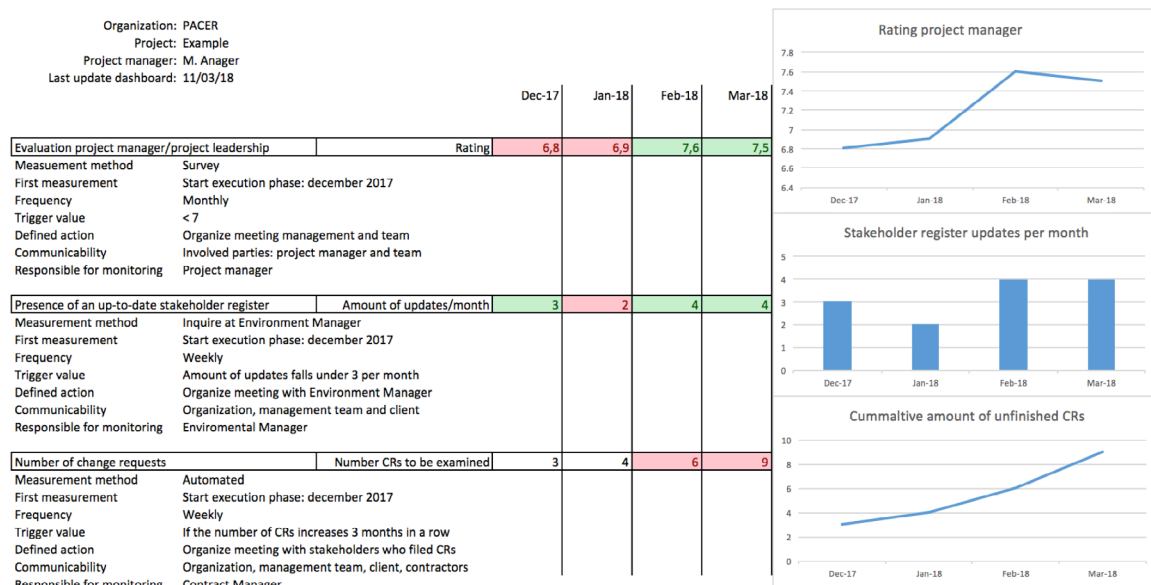 Organization: PACER
Project: Example
Project manager: M. Anager
Last update dashboard: 11/03/18
Dec-17 Jan-18 Feb-18 Mar-18
Evaluation project manager/project leadership Rating 6,8 6,9 7,6 7,5
Measuement method Survey
First measurement Start execution phase: december 2017
Frequency Monthly
Trigger value < 7
Defined action Organize meeting management and team
Communicability Involved parties: project manager and team
Responsible for monitoring Project manager
Presence of an up-to-date stakeholder register Amount of updates/month 3 2 4 4
Measurement method Inquire at Environment Manager
First measurement Start execution phase: december 2017
Frequency Weekly
Trigger value Amount of updates falls under 3 per month
Defined action Organize meeting with Environment Manager
Communicability Organization, management team and client
Responsible for monitoring Enviromental Manager
Number of change requests Number CRs to be examined 3 4 6 9
Measurement method Automated
First measurement Start execution phase: december 2017
Frequency Weekly
Trigger value If the number of CRs increases 3 months in a row
Defined action Organize meeting with stakeholders who filed CRs
Communicability Organization, management team, client, contractors
Responsible for monitoring Contract Manager
Rating project manager
7.8
7.6
7.4
7.2
7
6.8
6.6
6.4
Dec-17 Jan-18 Feb-18 Mar-18
Stakeholder register updates per month
5
4
3
2
1
0
Dec-17 Jan-18 Feb-18 Mar-18
Cummaltive amount of unfinished CRs
10
8
6
4
2
0
Dec-17 Jan-18 Feb-18 Mar-18